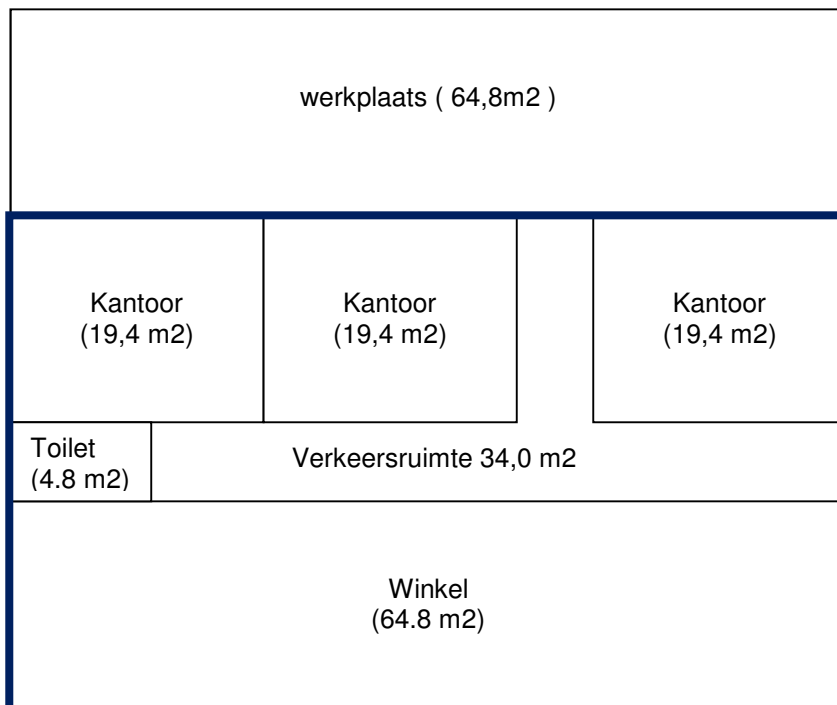 werkplaats ( 64,8m2 )
Kantoor
(19,4 m2)
Kantoor
(19,4 m2)
Kantoor
(19,4 m2)
Toilet
(4.8 m2)
Verkeersruimte 34,0 m2
Winkel
(64.8 m2)